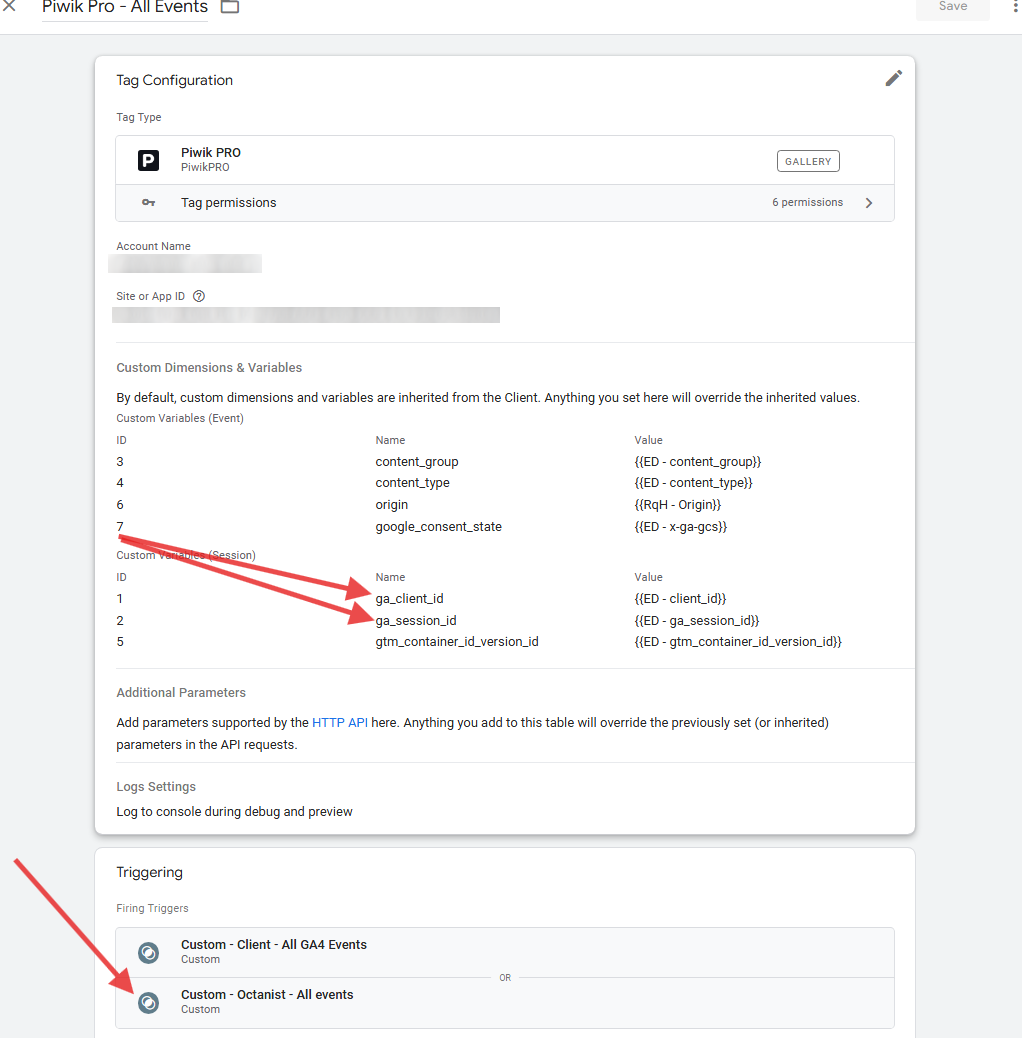 Piwik Pro - All Events
Save
Tag Configuration
Tag Type
P
Piwik PRO
PiwikPRO
GALLERY
Tag permissions
6 permissions
Account Name
Site or App ID
Custom Dimensions & Variables
By default, custom dimensions and variables are inherited from the Client. Anything you set here will override the inherited values.
Custom Variables (Event)
ID Name Value
3 content_group {{ED - content_group}}
4 content_type {{ED - content_type}}
6 origin {{RqH - Origin}}
7 google_consent_state {{ED - x-ga-gcs}}
Custom Variables (Session)
ID Name Value
1 ga_client_id {{ED - client_id}}
2 ga_session_id {{ED - ga_session_id}}
5 gtm_container_id_version_id {{ED - gtm_container_id_version_id}}
Additional Parameters
Add parameters supported by the HTTP API here. Anything you add to this table will override the previously set (or inherited)
parameters in the API requests.
Logs Settings
Log to console during debug and preview
Triggering
Firing Triggers
Custom - Client - All GA4 Events
Custom
OR
Custom - Octanist - All events
Custom